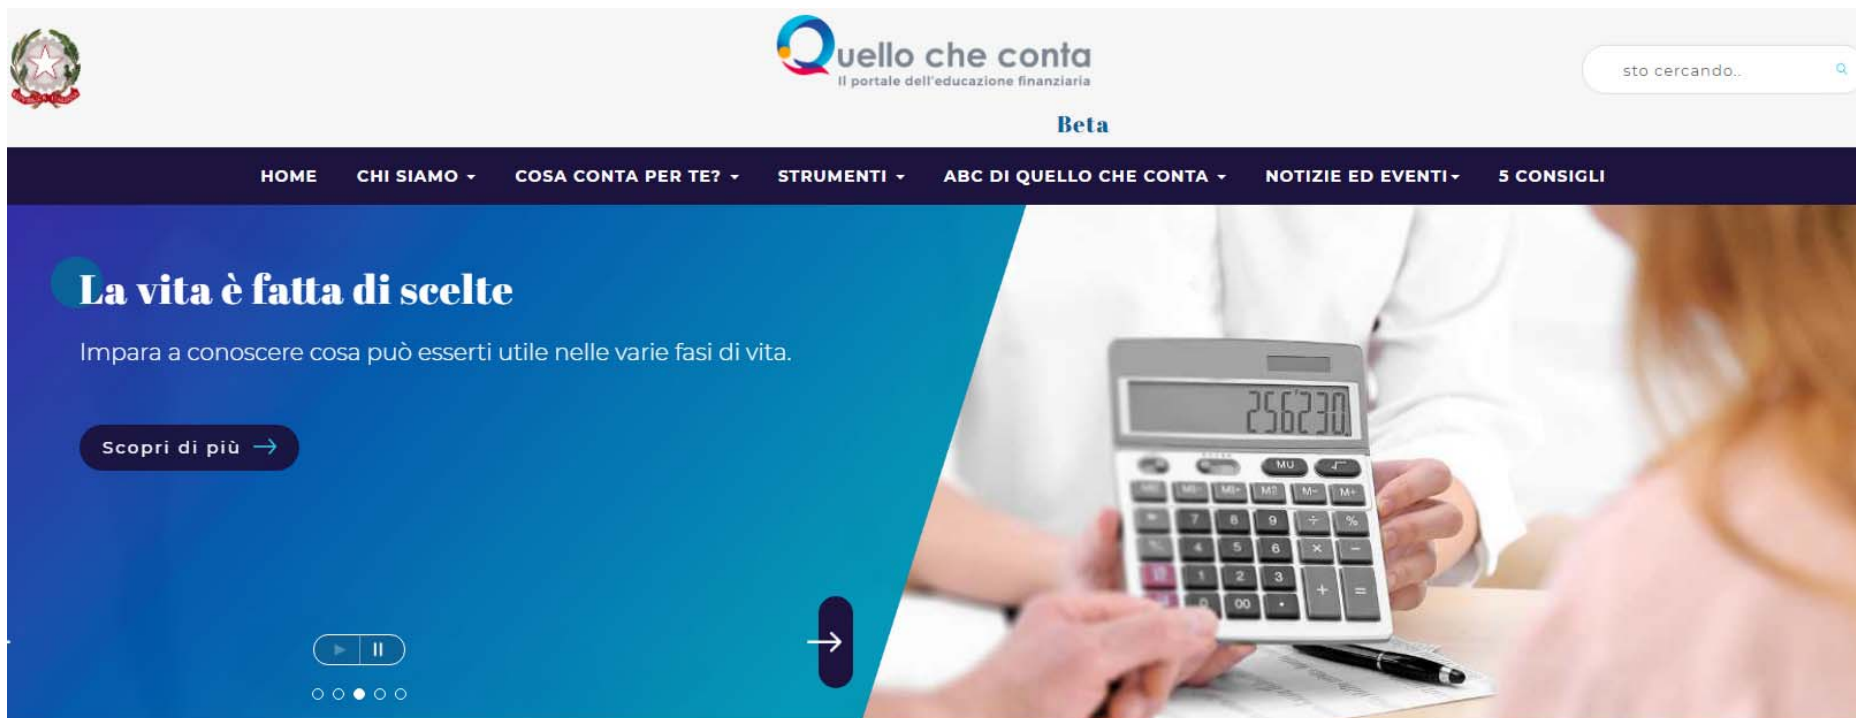 Quello che conta
Il portale dell'educazione finanziaria
sto cercando..
Beta
HOME CHI SIAMO COSA CONTA PER TE? STRUMENTI ABC DI QUELLO CHE CONTA NOTIZIE ED EVENTI 5 CONSIGLI
La vita è fatta di scelte
Impara a conoscere cosa può esserti utile nelle varie fasi di vita.
Scopri di più
256230.
MU √
M- M+
7 8 9 ÷ %
4 5 6 × −
1 2 3 + =
0 00 •